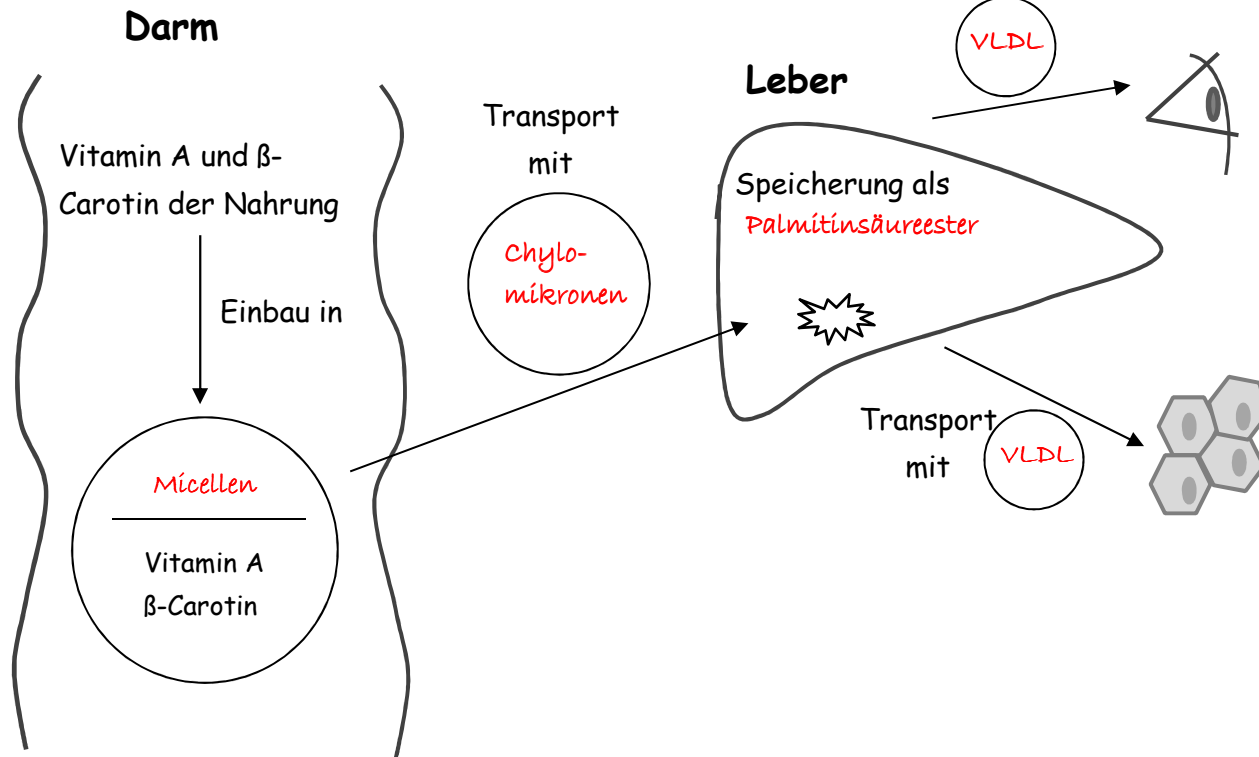 Darm
Vitamin A und ß-
Carotin der Nahrung
Einbau in
Micellen
Vitamin A
ß-Carotin
Transport
mit
Chylo-
mikronen
Leber
Speicherung als
Palmitinsäureester
VLDL
Transport
mit
VLDL